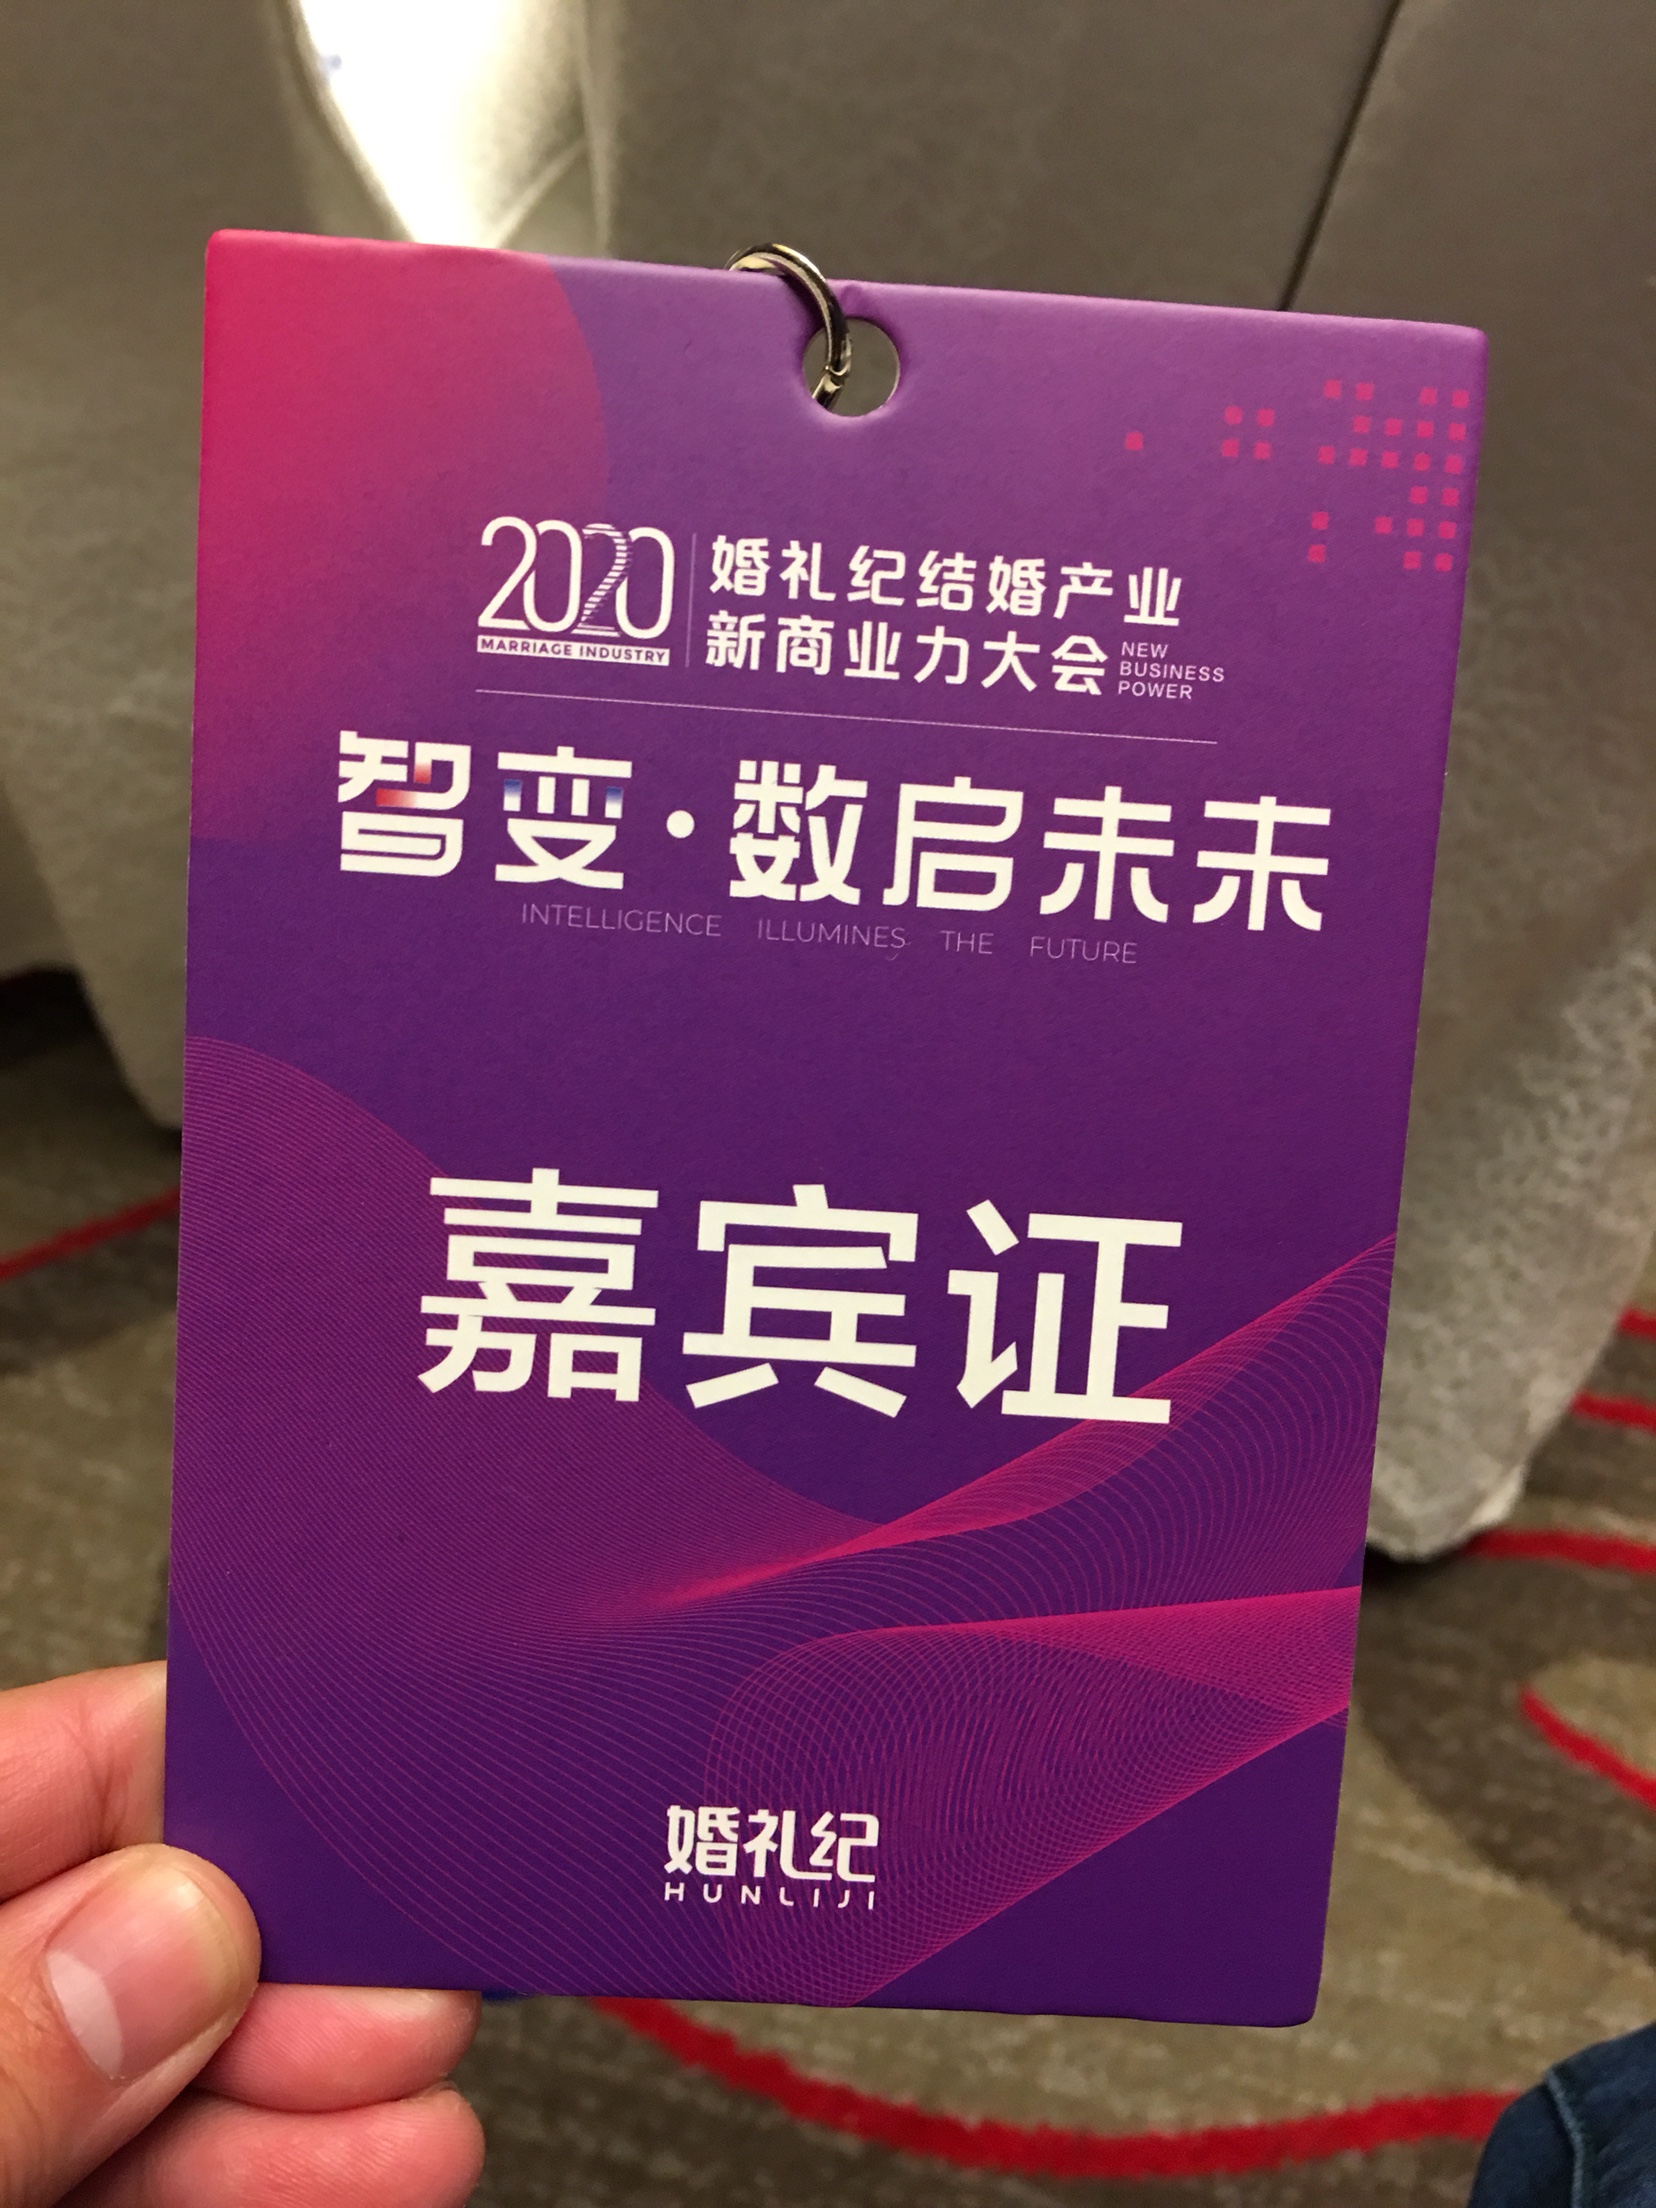 2020
MARRIAGE INDUSTRY
婚礼纪结婚产业
新商业力大会
NEW
BUSINESS
POWER
智变·数启未来
INTELLIGENCE ILLUMINES THE FUTURE
嘉宾证
婚礼纪
HUNLIJI